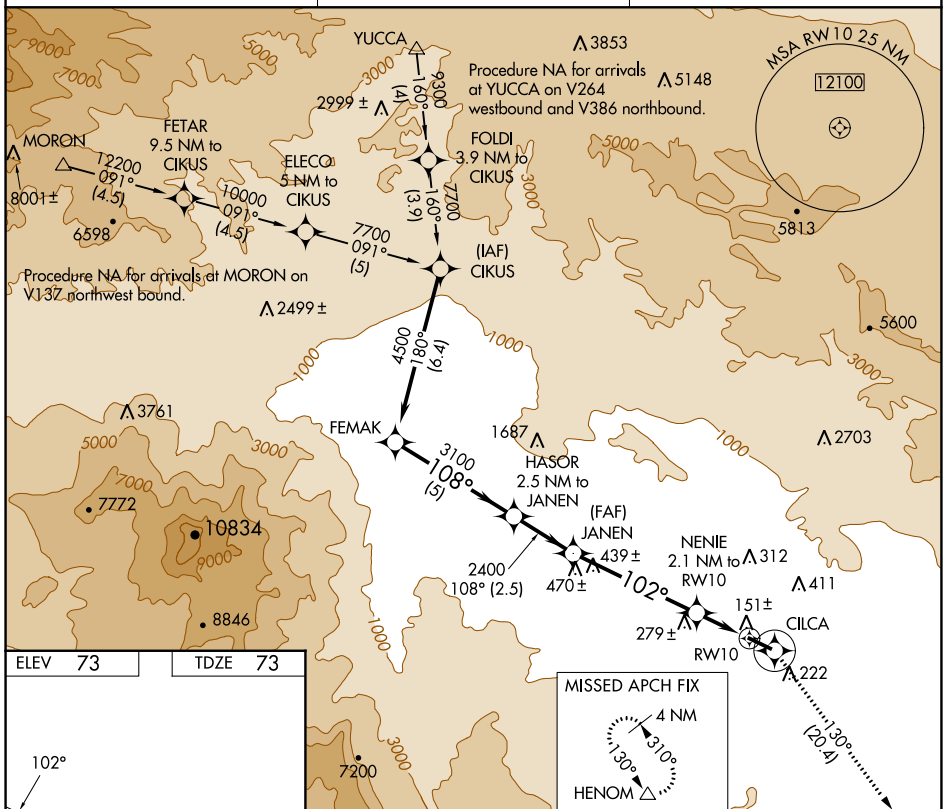 9000
7000
5000
3000
YUCCA
3853
Procedure NA for arrivals
at YUCCA on V264
westbound and V386 northbound.
5148
MSA RW10 25 NM
12100
2999 ±
9300
160°
(4)
MORON
8001±
FETAR
9.5 NM to
CIKUS
ELECO
5 NM to
CIKUS
FOLDI
3.9 NM to
CIKUS
3000
5000
12200
091°
(4.5)
10000
091°
(4.5)
7700
160°
(3.9)
5813
6598
7700
091°
(5)
(IAF)
CIKUS
Procedure NA for arrivals at MORON on
V137 northwest bound.
2499 ±
1000
4500
180°
(6.4)
1000
5600
3000
3761
5000
3000
FEMAK
1687
1000
2703
7000
7772
3100
108°
(5)
HASOR
2.5 NM to
JANEN
(FAF)
JANEN
10834
9000
439 ±
470 ±
2400
108° (2.5)
102°
NENIE
2.1 NM to
RW10
312
411
8846
1000
279 ±
151 ±
RW10
CILCA
222
ELEV 73
TDZE 73
102°
3000
7200
MISSED APCH FIX
4 NM
310°
130°
HENOM
130°
(20.4)